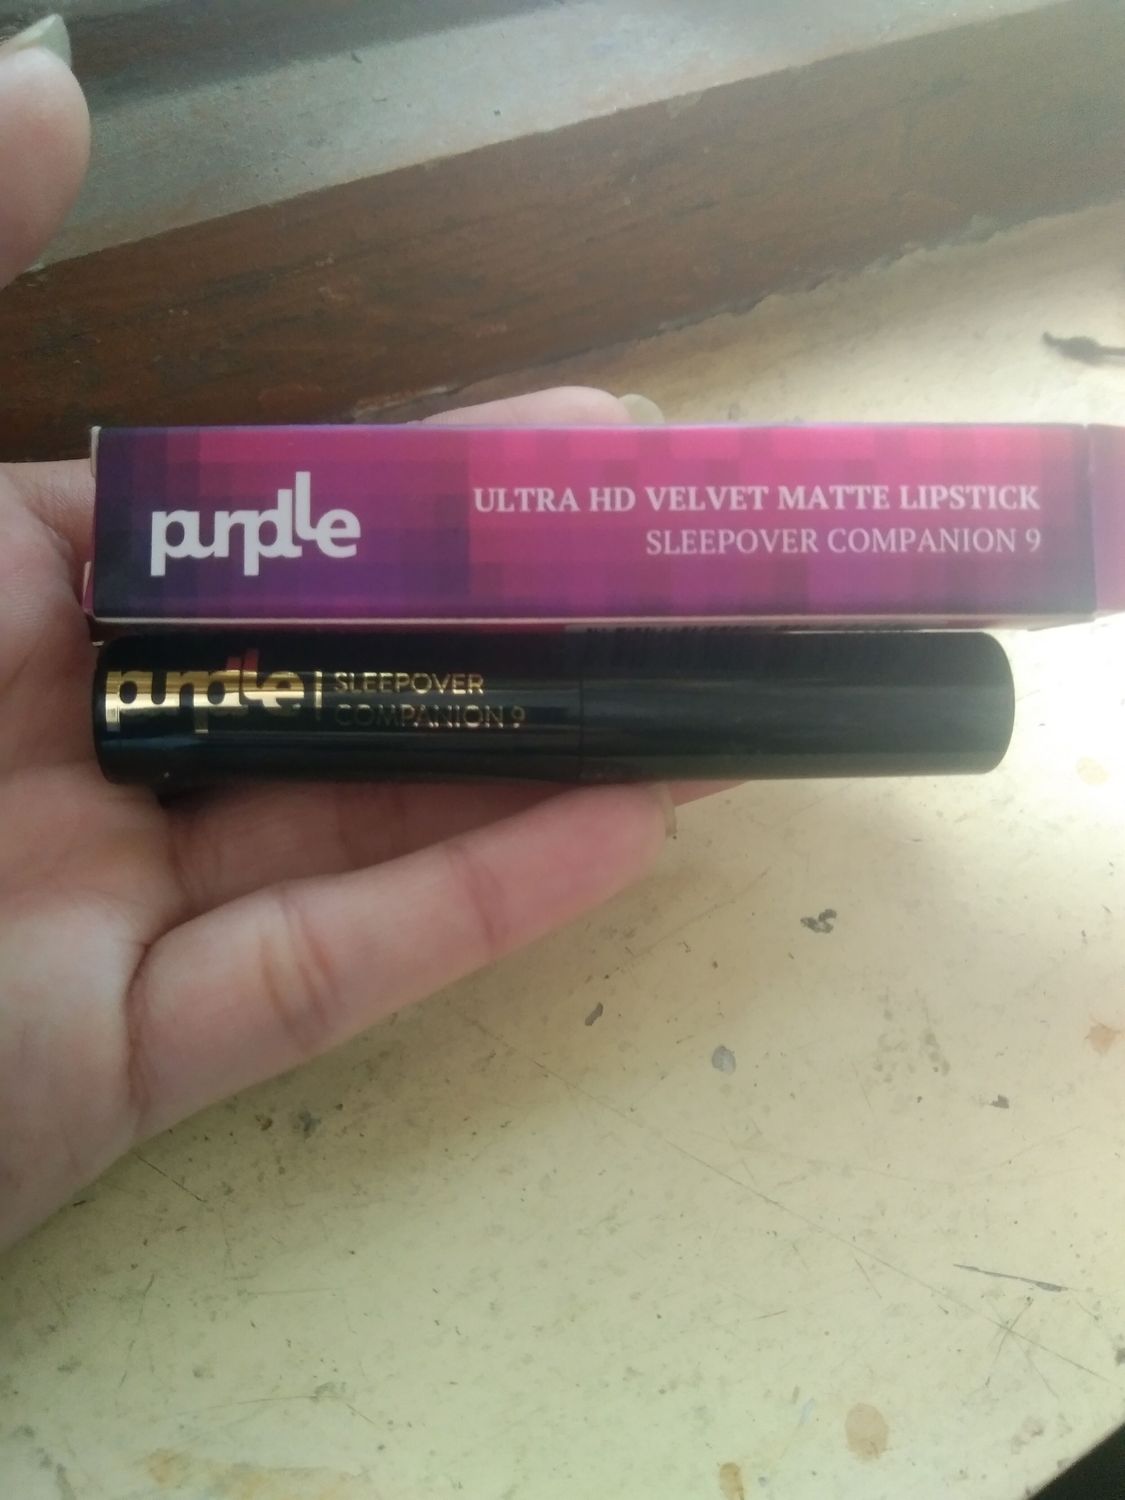 purplle
ULTRA HD VELVET MATTE LIPSTICK
SLEEPOVER COMPANION 9
purplle | SLEEPOVER
COMPANION 9